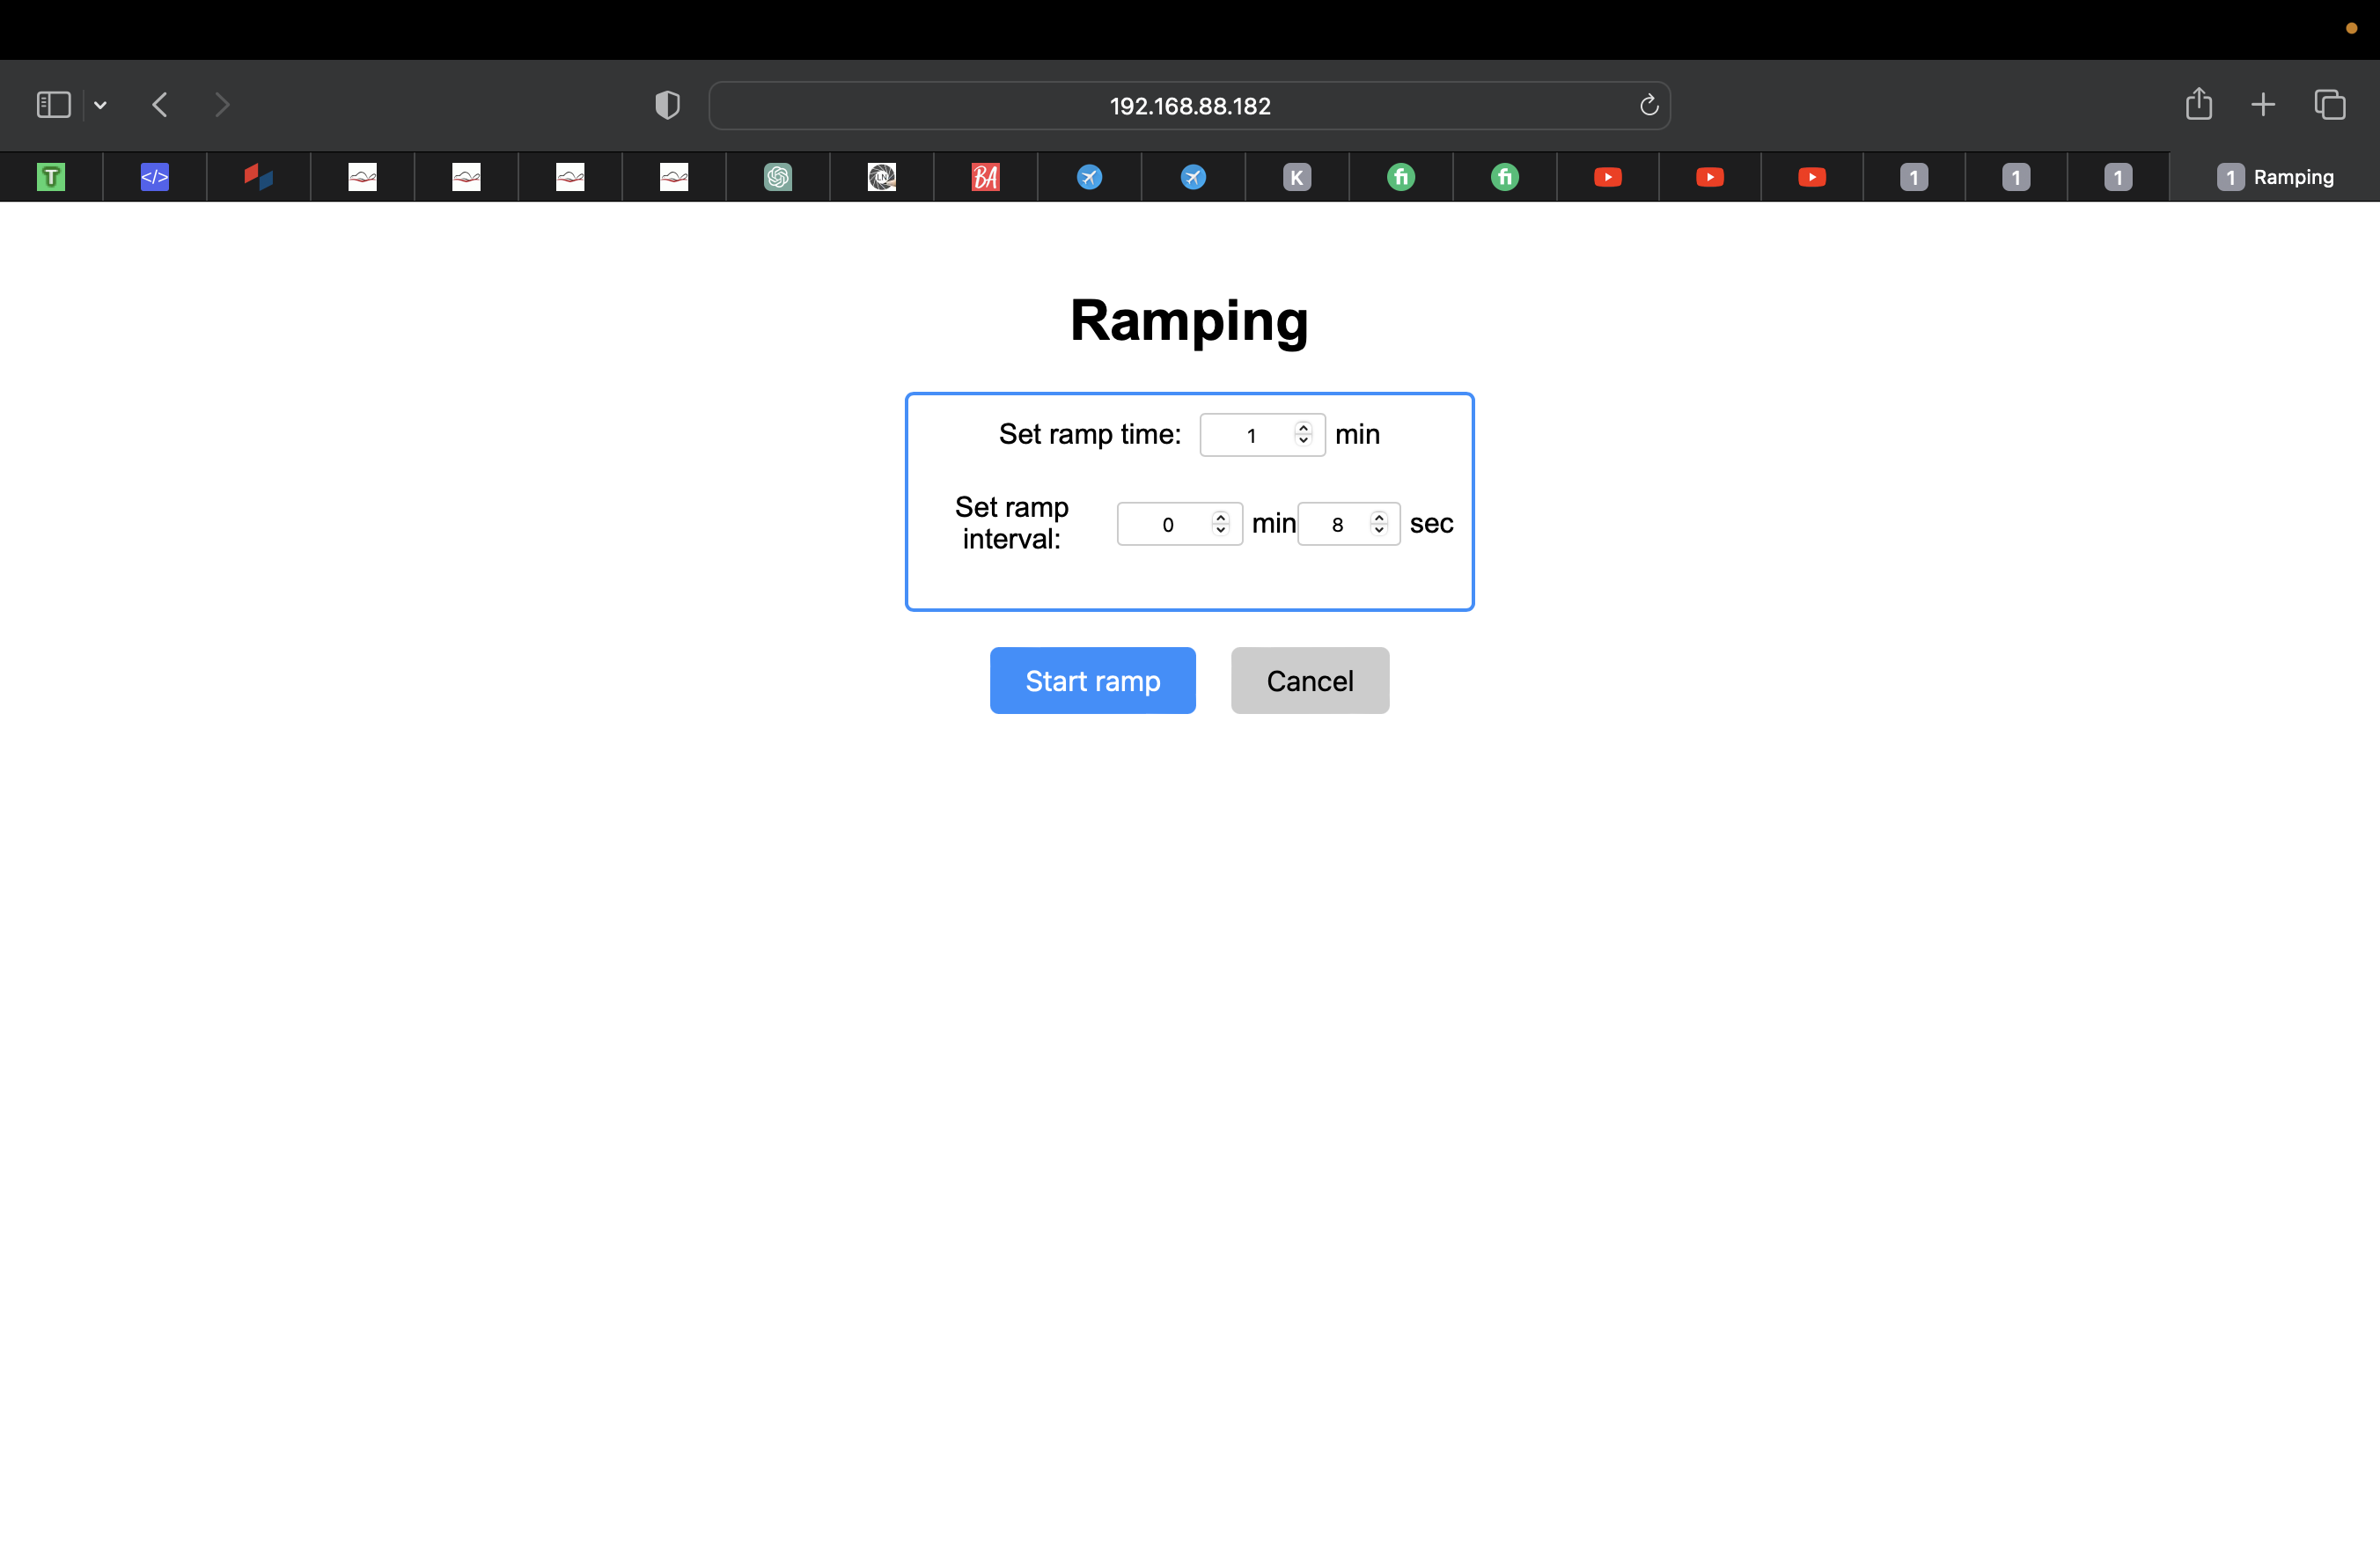 192.168.88.182
T </> BA K fi fi 1 1 1 1 Ramping
Ramping
Set ramp time: 1 min
Set ramp
interval: 0 min 8 sec
Start ramp Cancel